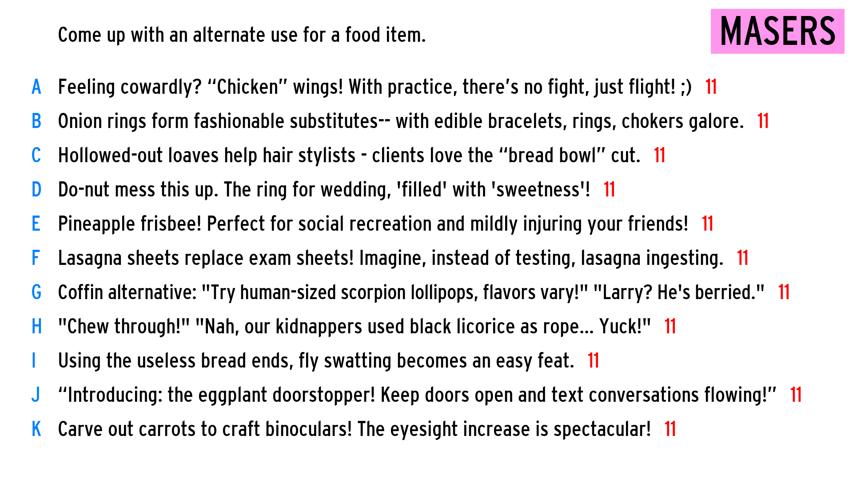 Come up with an alternate use for a food item.
MASERS
A Feeling cowardly? “Chicken” wings! With practice, there’s no fight, just flight! ;) 11
B Onion rings form fashionable substitutes-- with edible bracelets, rings, chokers galore. 11
C Hollowed-out loaves help hair stylists - clients love the “bread bowl” cut. 11
D Do-nut mess this up. The ring for wedding, 'filled' with 'sweetness'! 11
E Pineapple frisbee! Perfect for social recreation and mildly injuring your friends! 11
F Lasagna sheets replace exam sheets! Imagine, instead of testing, lasagna ingesting. 11
G Coffin alternative: "Try human-sized scorpion lollipops, flavors vary!" "Larry? He's berried." 11
H "Chew through!" "Nah, our kidnappers used black licorice as rope... Yuck!" 11
I Using the useless bread ends, fly swatting becomes an easy feat. 11
J “Introducing: the eggplant doorstopper! Keep doors open and text conversations flowing!” 11
K Carve out carrots to craft binoculars! The eyesight increase is spectacular! 11